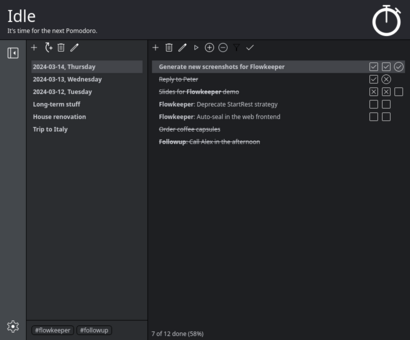 Idle
It's time for the next Pomodoro.
2024-03-14, Thursday
2024-03-13, Wednesday
2024-03-12, Tuesday
Long-term stuff
House renovation
Trip to Italy
#flowkeeper #followup
Generate new screenshots for Flowkeeper
Reply to Peter
Slides for Flowkeeper demo
Flowkeeper: Deprecate StartRest strategy
Flowkeeper: Auto-seal in the web frontend
Order coffee capsules
Followup: Call Alex in the afternoon
7 of 12 done (58%)